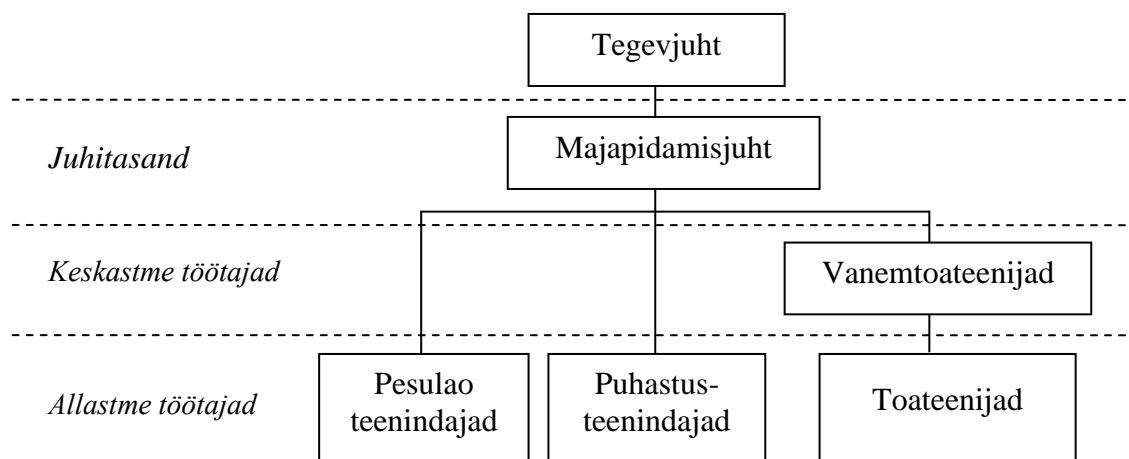 Tegevjuht
Juhitasand
Majapidamisjuht
Keskastme töötajad
Vanemtoateenijad
Allastme töötajad
Pesulao
teenindajad
Puhastus-
teenindajad
Toateenijad